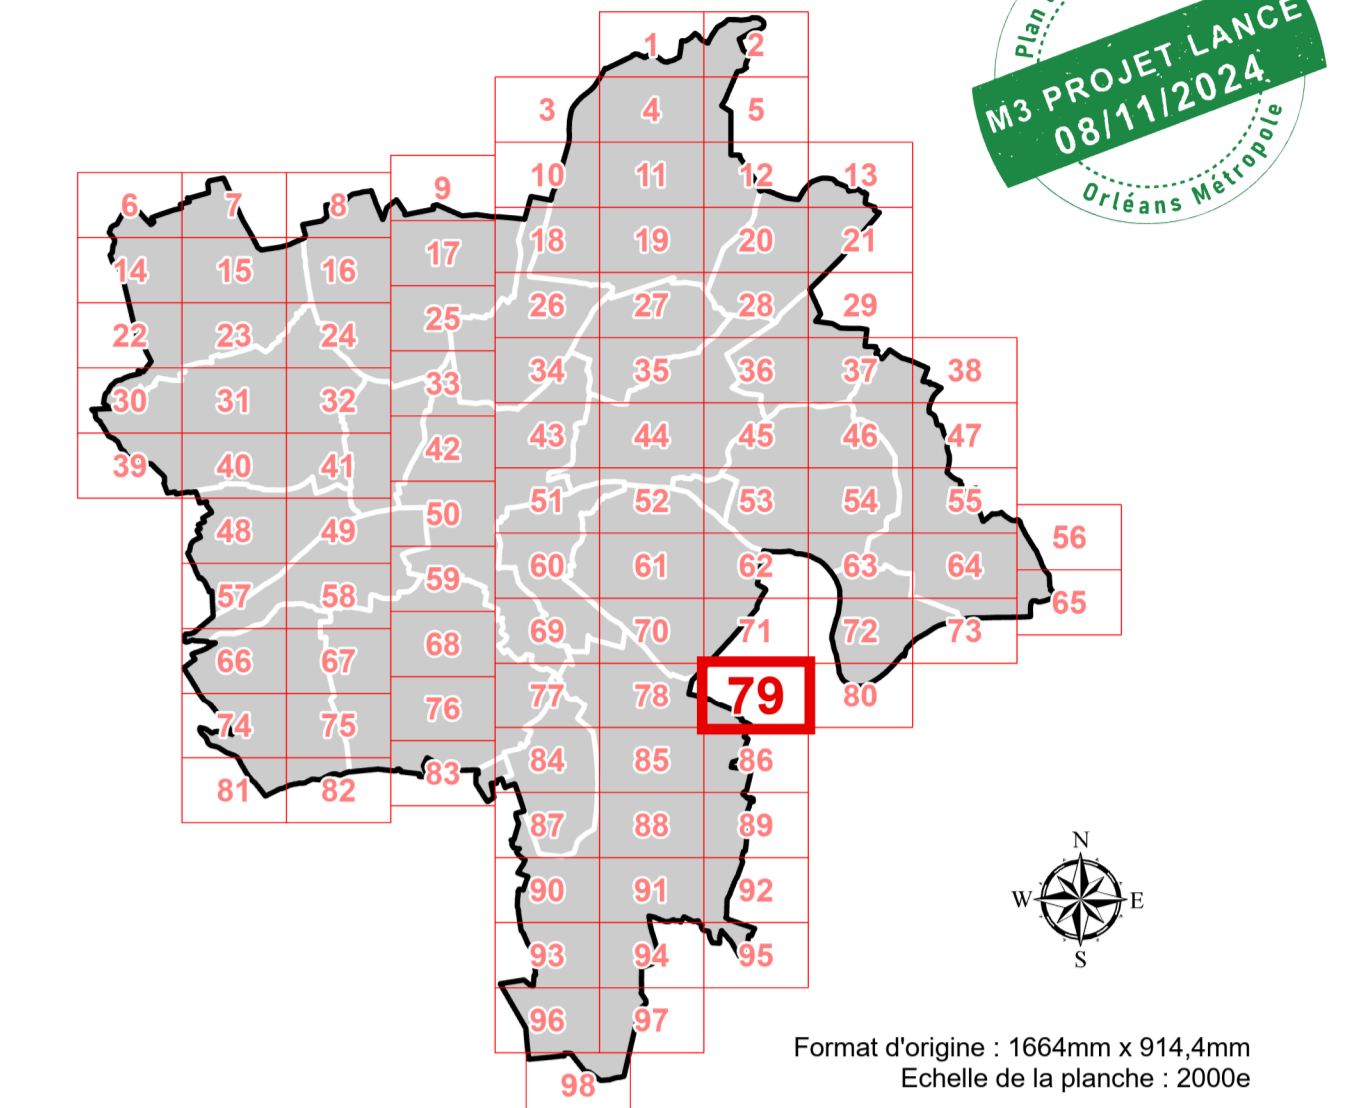 Plan
M3 PROJET LANCE
08/11/2024
Orléans Métropole
1 2
3 4 5
6 7 8 9 10 11 12 13
14 15 16 17 18 19 20 21
22 23 24 25 26 27 28 29
30 31 32 33 34 35 36 37 38
39 40 41 42 43 44 45 46 47
48 49 50 51 52 53 54 55 56
57 58 59 60 61 62 63 64 65
66 67 68 69 70 71 72 73
74 75 76 77 78 79 80
81 82 83 84 85 86
87 88 89
90 91 92
93 94 95
96 97
98
N
W E
S
Format d'origine : 1664mm x 914,4mm
Echelle de la planche : 2000e